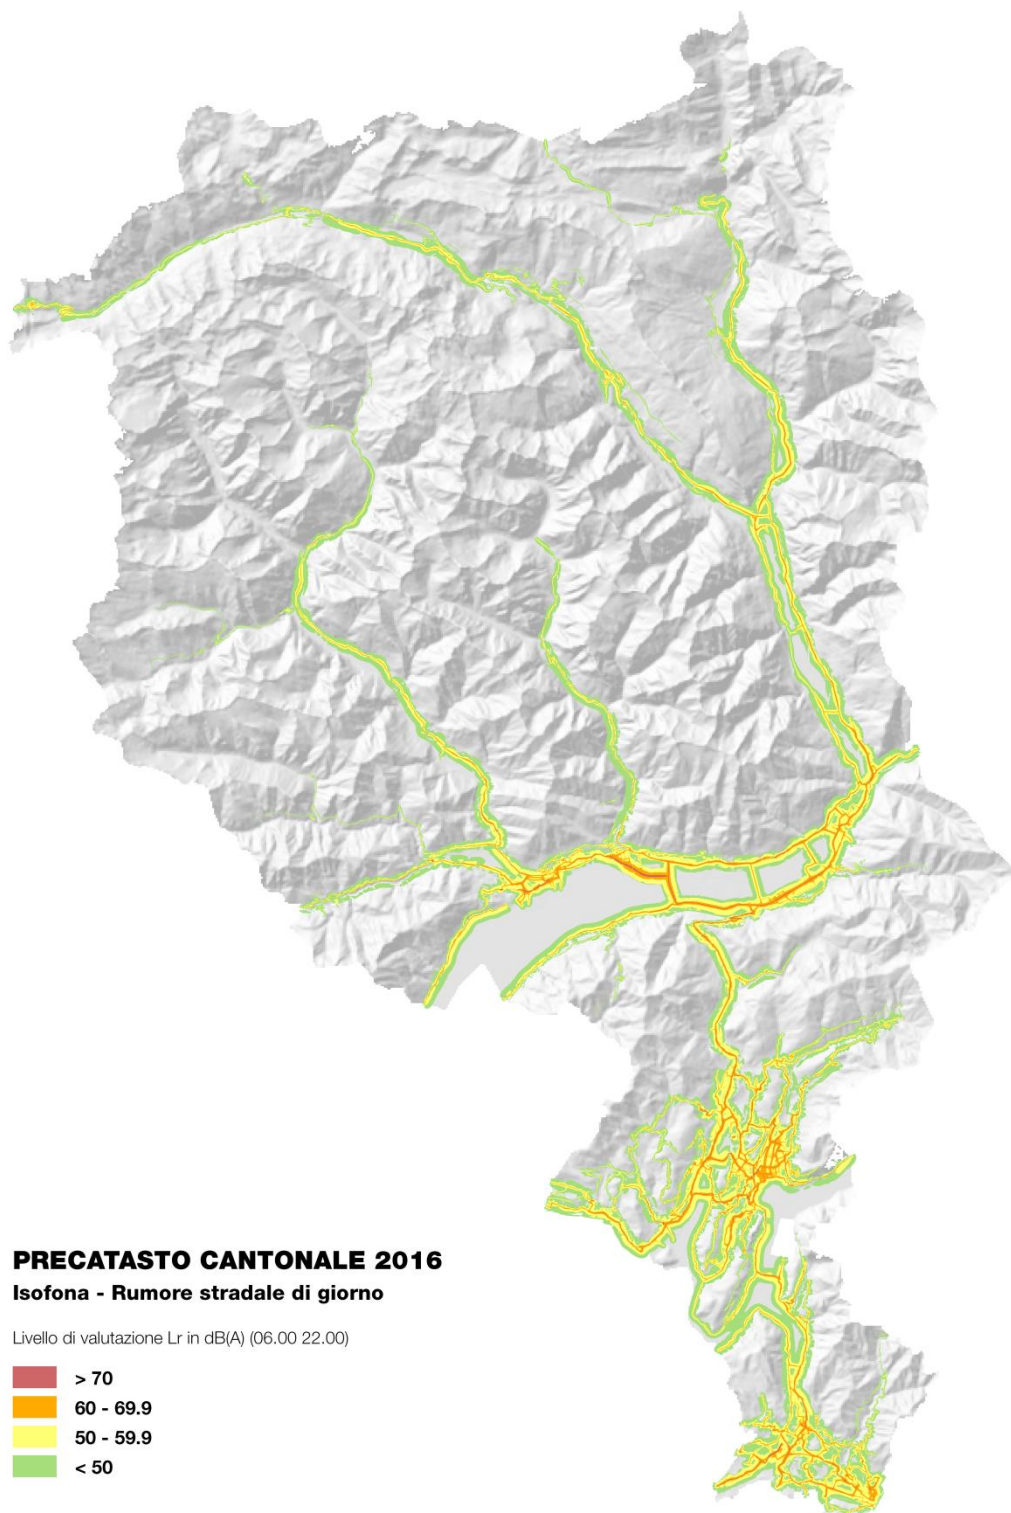 PRECATASTO CANTONALE 2016
Isofona - Rumore stradale di giorno
Livello di valutazione Lr in dB(A) (06.00 22.00)
> 70
60 - 69.9
50 - 59.9
< 50